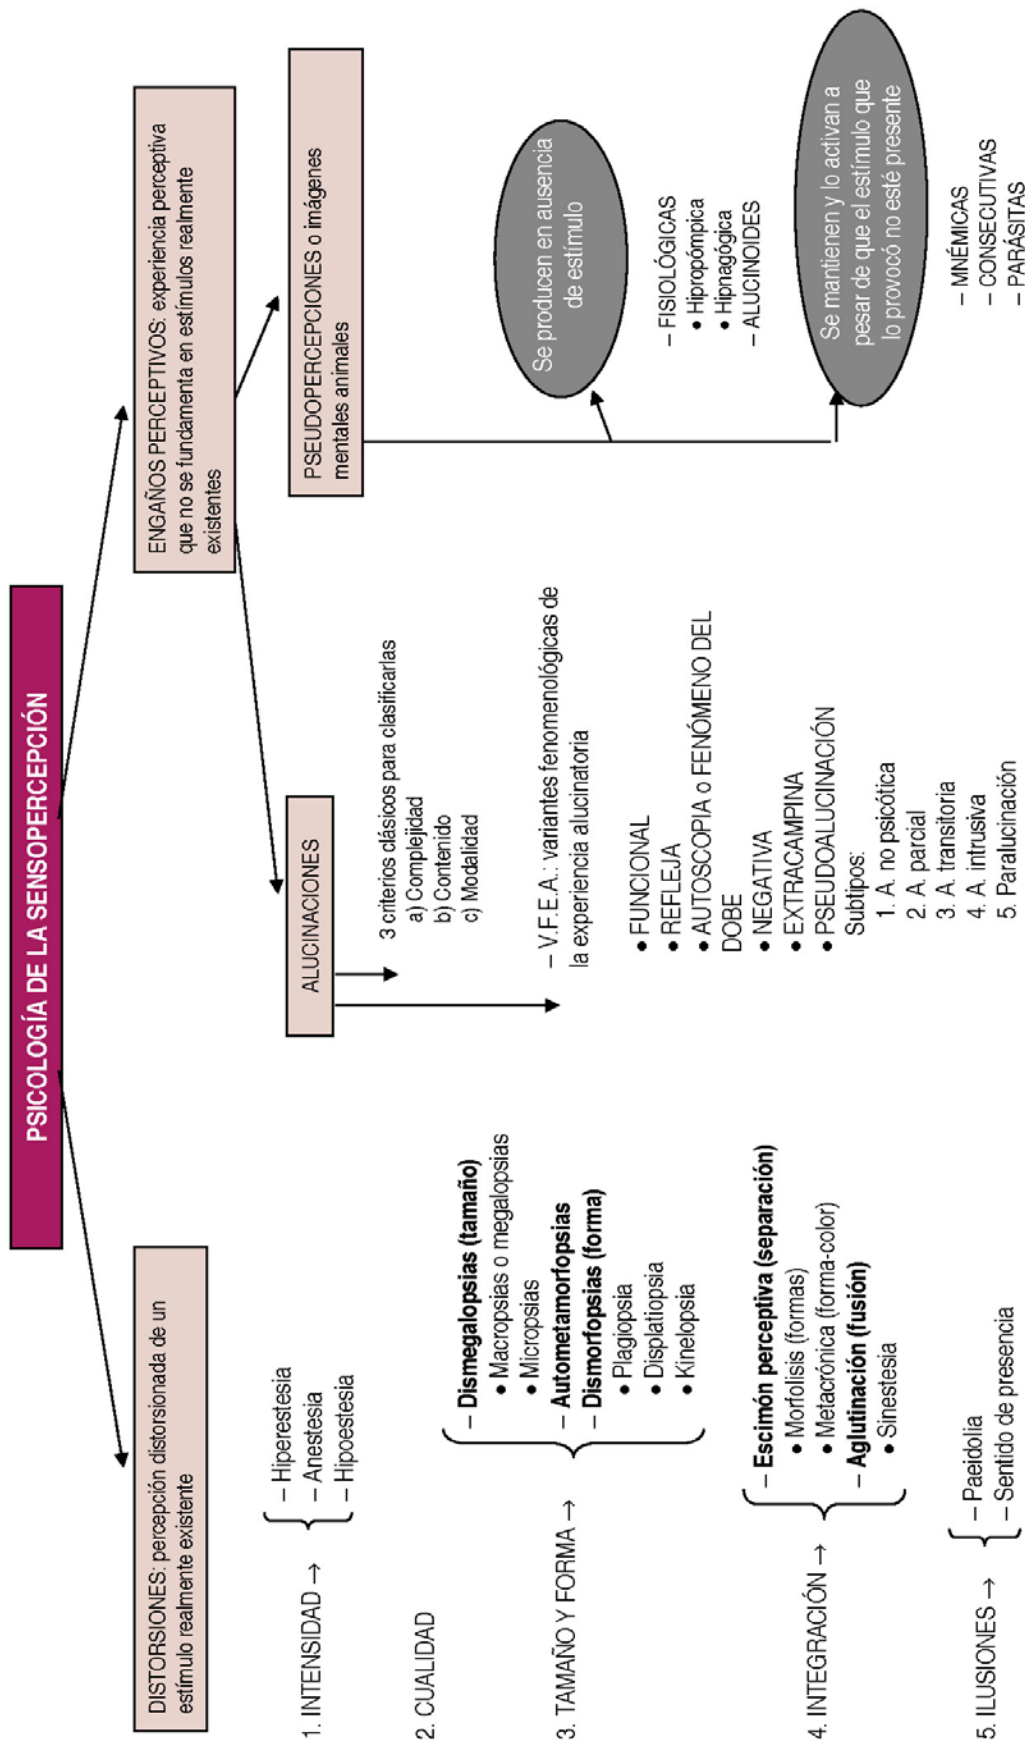 PSICOLOGÍA DE LA SENSOPERCEPCIÓN
DISTORSIONES: percepción distorsionada de un
estímulo realmente existente
1. INTENSIDAD →
– Hiperestesia
– Anestesia
– Hipoestesia
2. CUALIDAD
3. TAMAÑO Y FORMA →
– Dismegalopsias (tamaño)
● Macropsias o megalopsias
● Micropsias
– Autometamorfopsias
Dismorfopsias (forma)
● Plagiopsia
● Displatiopsia
● Kinelopsia
4. INTEGRACIÓN →
– Escimón perceptiva (separación)
● Morfolisis (formas)
● Metacrónica (forma-color)
– Aglutinación (fusión)
● Sinestesia
5. ILUSIONES →
– Paeidolia
– Sentido de presencia
ENGAÑOS PERCEPTIVOS: experiencia perceptiva
que no se fundamenta en estímulos realmente
existentes
ALUCINACIONES
3 criterios clásicos para clasificarlas
a) Complejidad
b) Contenido
c) Modalidad
– V.F.E.A.: variantes fenomenológicas de
la experiencia alucinatoria
● FUNCIONAL
● REFLEJA
● AUTOSCOPIA o FENÓMENO DEL
DOBE
● NEGATIVA
● EXTRACAMPINA
● PSEUDOALUCINACIÓN
Subtipos:
1. A. no psicótica
2. A. parcial
3. A. transitoria
4. A. intrusiva
5. Paralucinación
PSEUDOPERCEPCIONES o imágenes
mentales animales
Se producen en ausencia
de estímulo
– FISIOLÓGICAS
● Hipropómpica
● Hipnagógica
– ALUCINOIDES
Se mantienen y lo activan a
pesar de que el estímulo que
lo provocó no esté presente
– MNÉMICAS
– CONSECUTIVAS
– PARÁSITAS